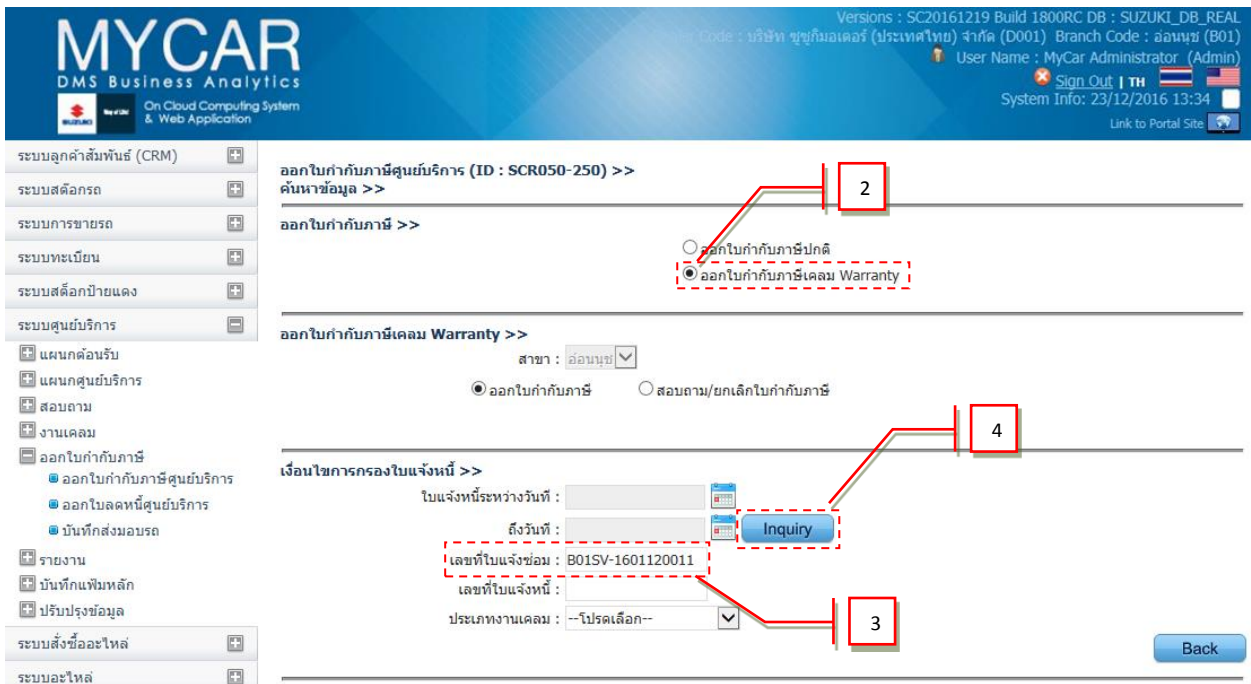 MYCAR
DMS Business Analytics
On Cloud Computing System
& Web Application
SUZUKI
Versions : SC20161219 Build 1800RC DB : SUZUKI_DB_REAL
Code : บริษัท ซูซูกิมอเตอร์ (ประเทศไทย) จำกัด (D001) Branch Code : อ่อนนุช (B01)
User Name : MyCar Administrator (Admin)
Sign Out | TH
System Info: 23/12/2016 13:34
Link to Portal Site
ระบบลูกค้าสัมพันธ์ (CRM)
ระบบสต๊อกรถ
ระบบการขายรถ
ระบบทะเบียน
ระบบสต็อกป้ายแดง
ระบบศูนย์บริการ
แผนกต้อนรับ
แผนกศูนย์บริการ
สอบถาม
งานเคลม
ออกใบกำกับภาษี
ออกใบกำกับภาษีศูนย์บริการ
ออกใบลดหนี้ศูนย์บริการ
บันทึกส่งมอบรถ
รายงาน
บันทึกแฟ้มหลัก
ปรับปรุงข้อมูล
ระบบสั่งซื้ออะไหล่
ระบบอะไหล่
ออกใบกำกับภาษีศูนย์บริการ (ID : SCR050-250) >>
ค้นหาข้อมูล >>
2
ออกใบกำกับภาษี >>
ออกใบกำกับภาษีปกติ
ออกใบกำกับภาษีเคลม Warranty
ออกใบกำกับภาษีเคลม Warranty >>
สาขา : อ่อนนุช
ออกใบกำกับภาษี สอบถาม/ยกเลิกใบกำกับภาษี
4
เงื่อนไขการกรองใบแจ้งหนี้ >>
ใบแจ้งหนี้ระหว่างวันที่ :
ถึงวันที่ : Inquiry
เลขที่ใบแจ้งซ่อม : B01SV-1601120011
เลขที่ใบแจ้งหนี้ :
ประเภทงานเคลม : --โปรดเลือก--
3
Back